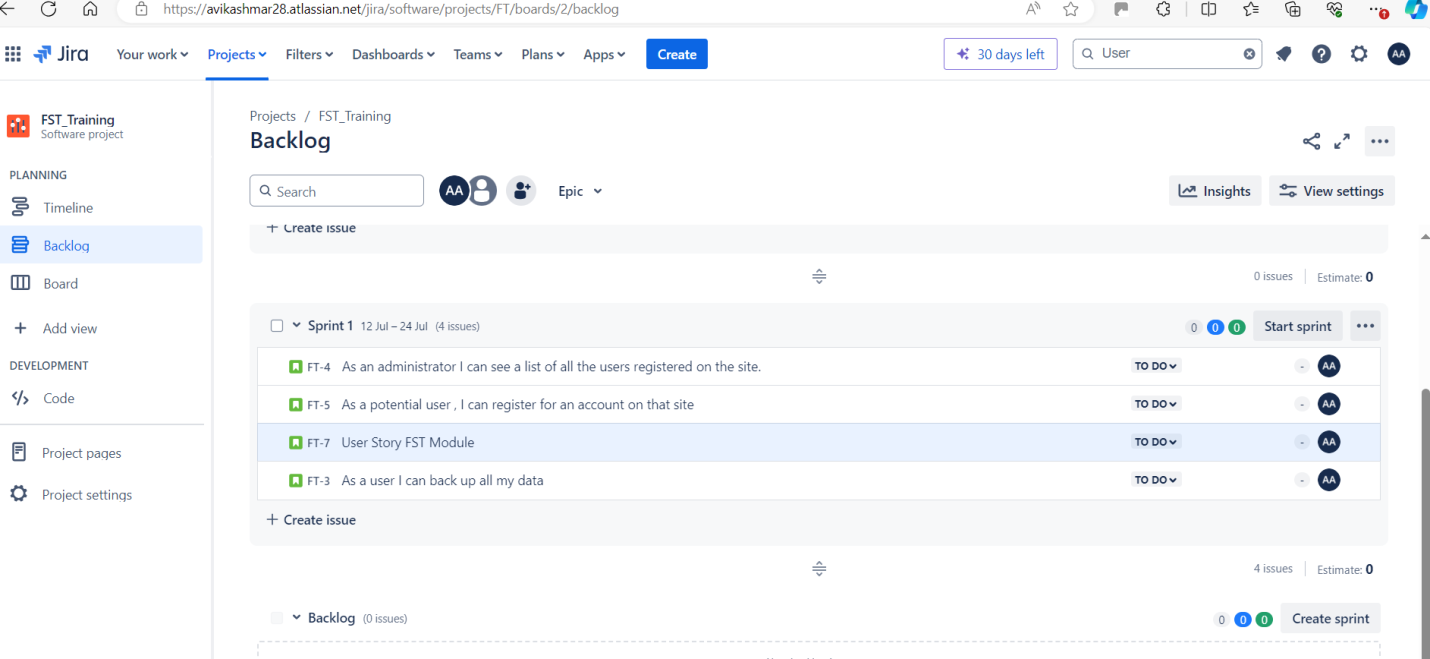 https://avikashmar28.atlassian.net/jira/software/projects/FT/boards/2/backlog
Jira Your work Projects Filters Dashboards Teams Plans Apps Create 30 days left User AA
FST_Training
Software project
PLANNING
Timeline
Backlog
Board
Add view
DEVELOPMENT
Code
Project pages
Project settings
Projects / FST_Training
Backlog
Search AA Epic Insights View settings
+ Create issue
0 issues Estimate: 0
Sprint 1 12 Jul – 24 Jul (4 issues) 0 0 0 Start sprint
FT-4 As an administrator I can see a list of all the users registered on the site. TO DO - AA
FT-5 As a potential user , I can register for an account on that site TO DO - AA
FT-7 User Story FST Module TO DO - AA
FT-3 As a user I can back up all my data TO DO - AA
+ Create issue
4 issues Estimate: 0
Backlog (0 issues) 0 0 0 Create sprint